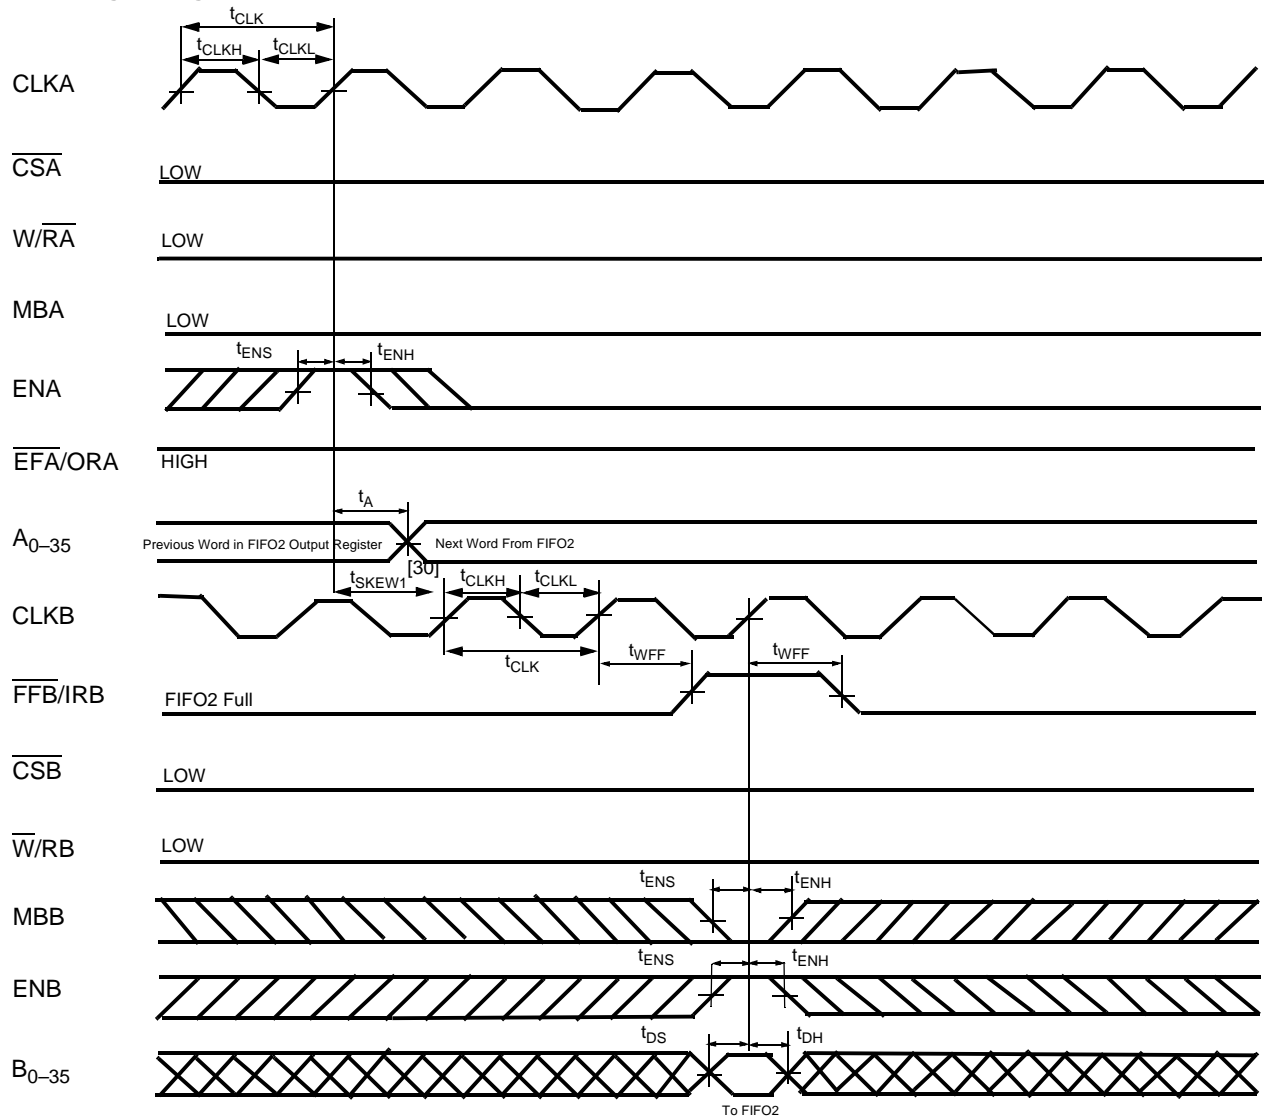 tCLK
tCLKH tCLKL
CLKA
CSA LOW
W/RA LOW
MBA LOW
tENS tENH
ENA
EFA/ORA HIGH
tA
A0–35 Previous Word in FIFO2 Output Register Next Word From FIFO2
tSKEW1 [30] tCLKH tCLKL
CLKB
tCLK tWFF tWFF
FFB/IRB FIFO2 Full
CSB LOW
W/RB LOW
tENS tENH
MBB
tENS tENH
ENB
tDS tDH
B0–35
To FIFO2